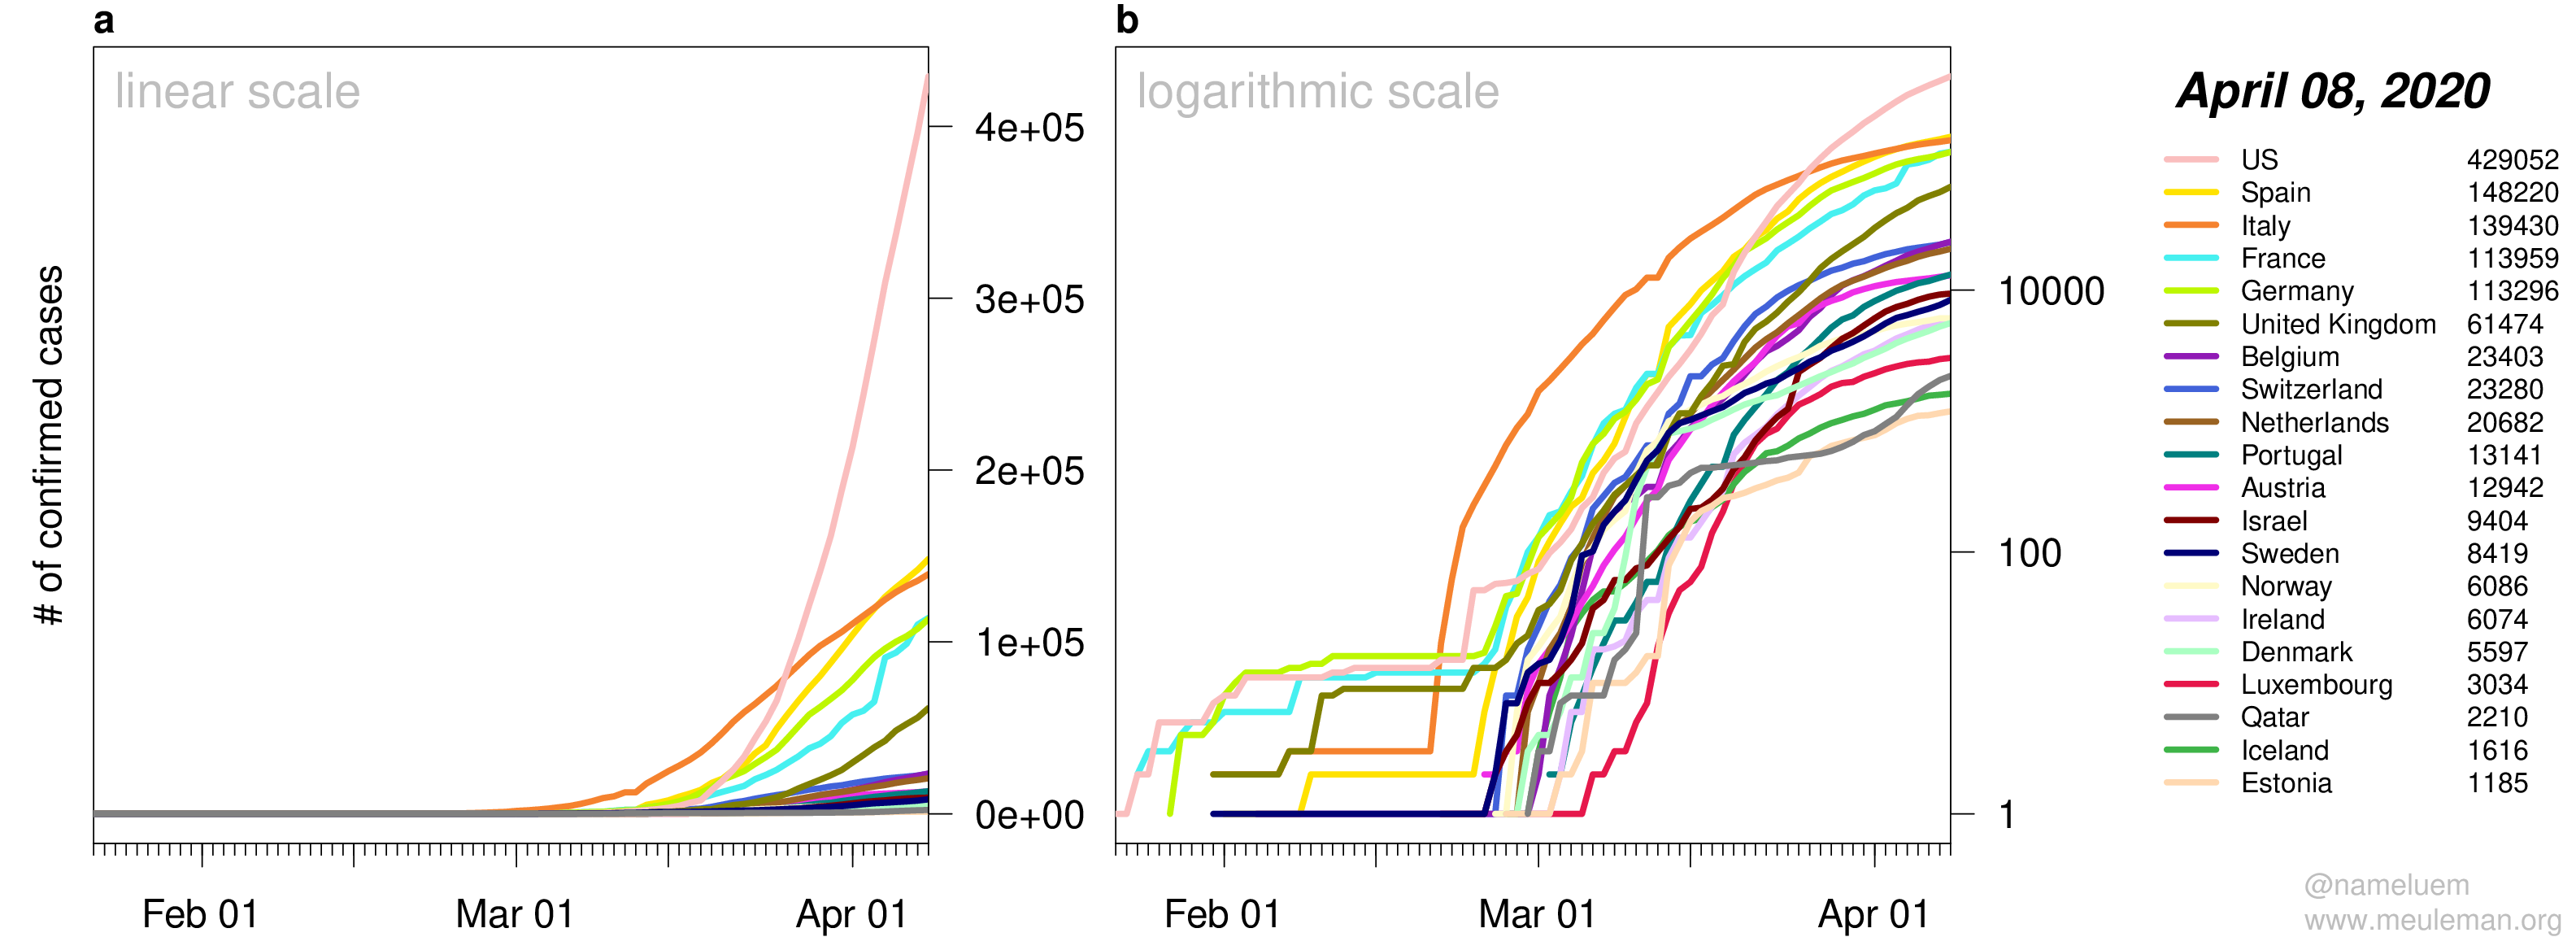 a
linear scale
# of confirmed cases
4e+05
3e+05
2e+05
1e+05
0e+00
Feb 01 Mar 01 Apr 01
b
logarithmic scale
10000
100
1
Feb 01 Mar 01 Apr 01
April 08, 2020
US 429052
Spain 148220
Italy 139430
France 113959
Germany 113296
United Kingdom 61474
Belgium 23403
Switzerland 23280
Netherlands 20682
Portugal 13141
Austria 12942
Israel 9404
Sweden 8419
Norway 6086
Ireland 6074
Denmark 5597
Luxembourg 3034
Qatar 2210
Iceland 1616
Estonia 1185
@nameluem
www.meuleman.org